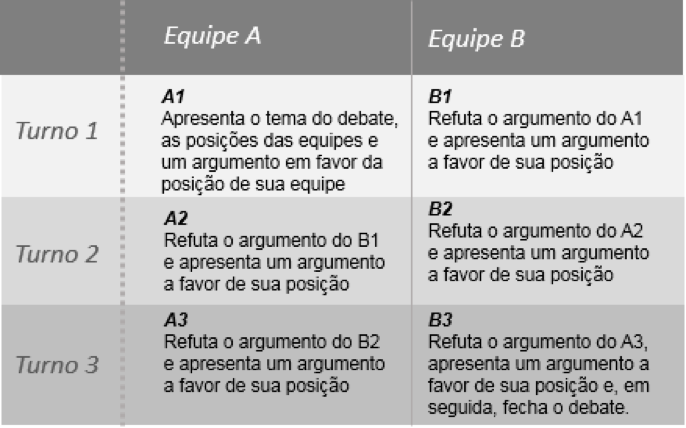 Equipe A
Equipe B
Turno 1
A1
Apresenta o tema do debate,
as posições das equipes e
um argumento em favor da
posição de sua equipe
B1
Refuta o argumento do A1
e apresenta um argumento
a favor de sua posição
Turno 2
A2
Refuta o argumento do B1
e apresenta um argumento
a favor de sua posição
B2
Refuta o argumento do A2
e apresenta um argumento
a favor de sua posição
Turno 3
A3
Refuta o argumento do B2
e apresenta um argumento
a favor de sua posição
B3
Refuta o argumento do A3,
apresenta um argumento a
favor de sua posição e, em
seguida, fecha o debate.